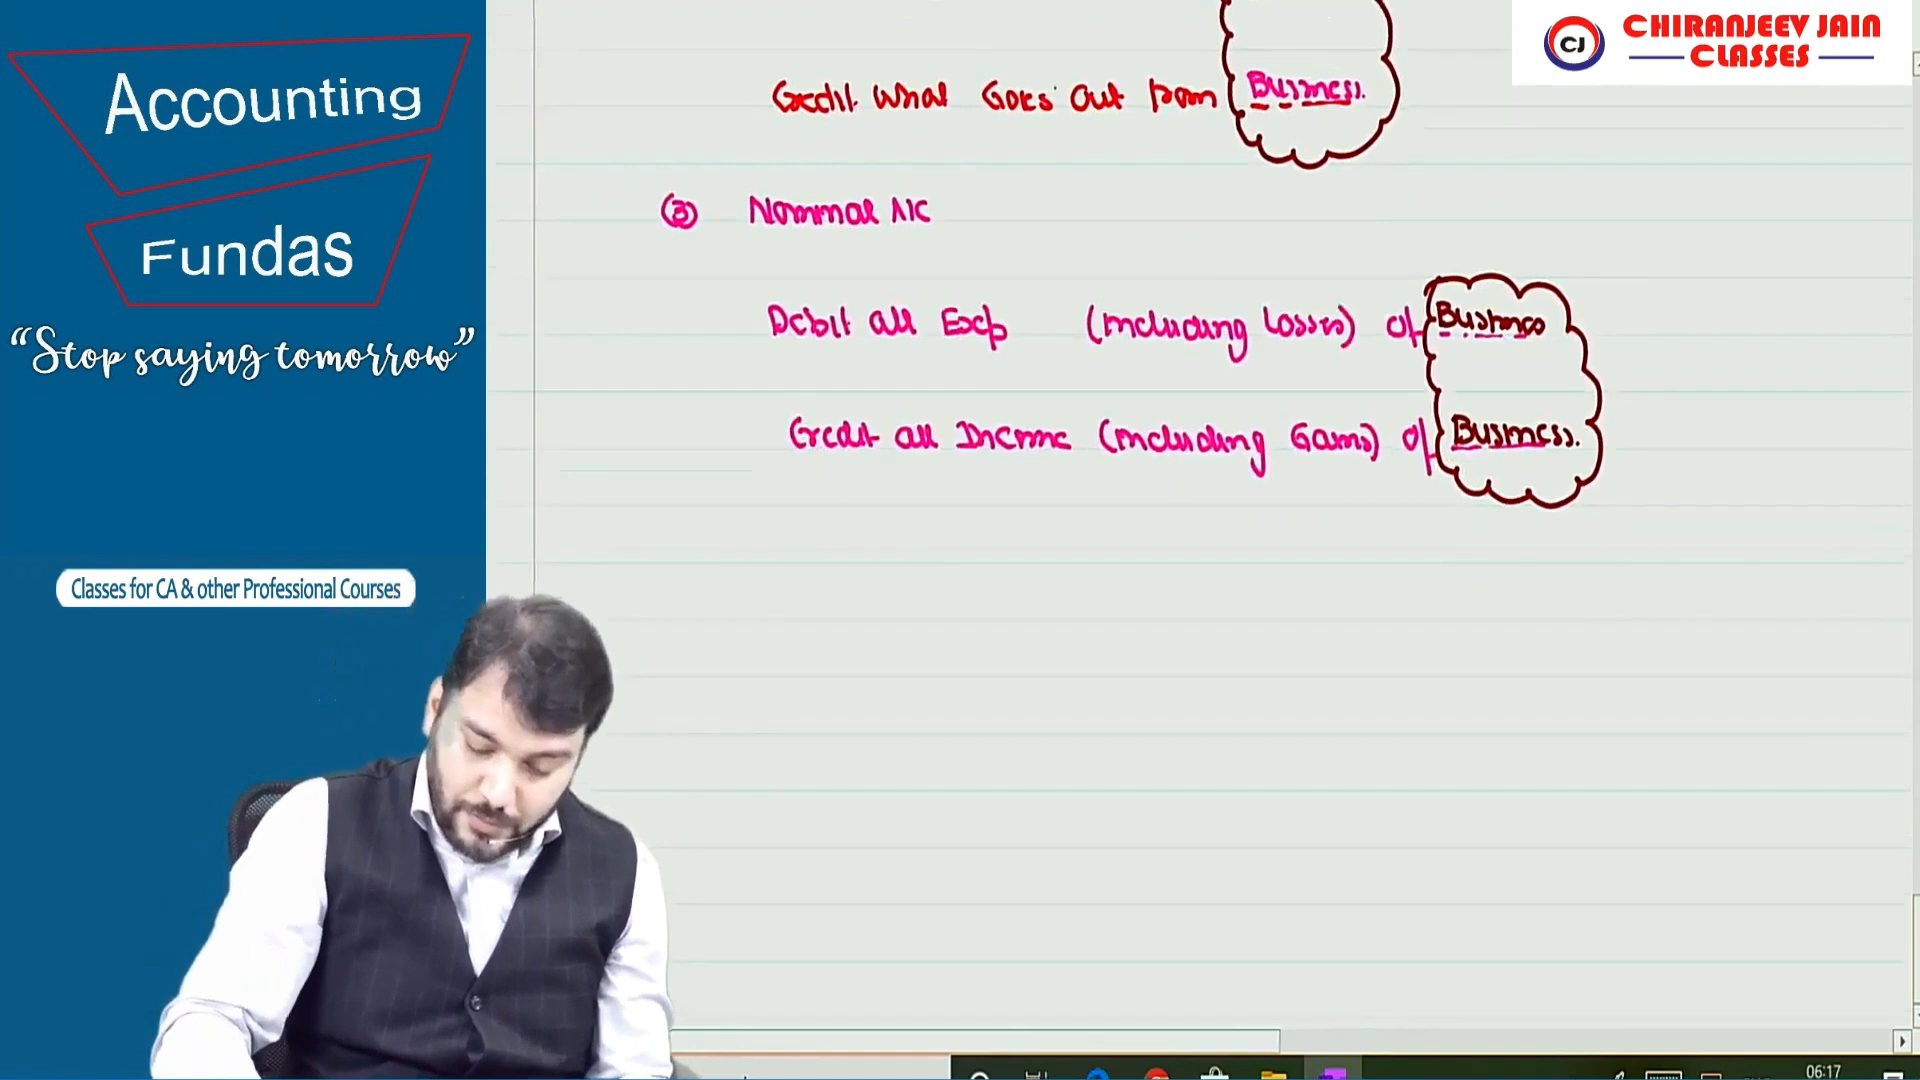 Accounting
Fundas
“Stop saying tomorrow”
Classes for CA & other Professional Courses
CJ
CHIRANJEEV JAIN
CLASSES
Credit What Goes Out from Business.
(3) Nominal A/C
Debit all Exp (including Losses) of Business
Credit all Income (including Gains) of Business.
06:17